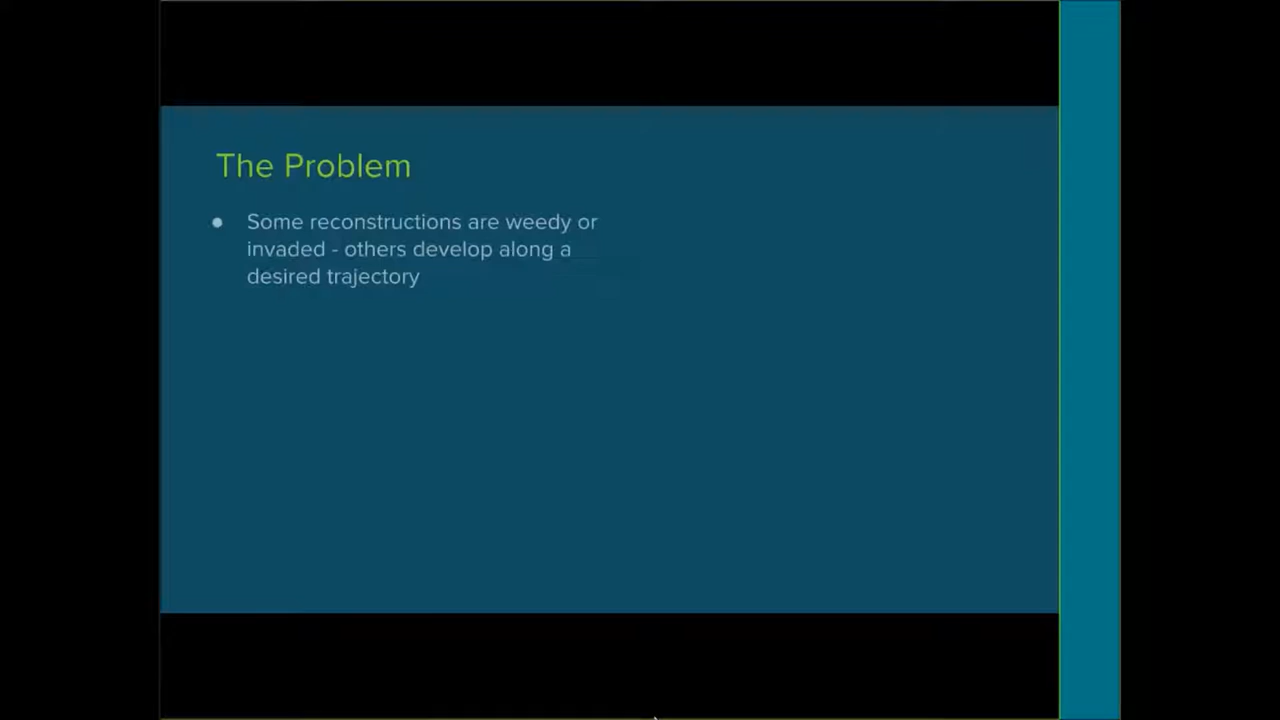 The Problem
● Some reconstructions are weedy or
invaded - others develop along a
desired trajectory